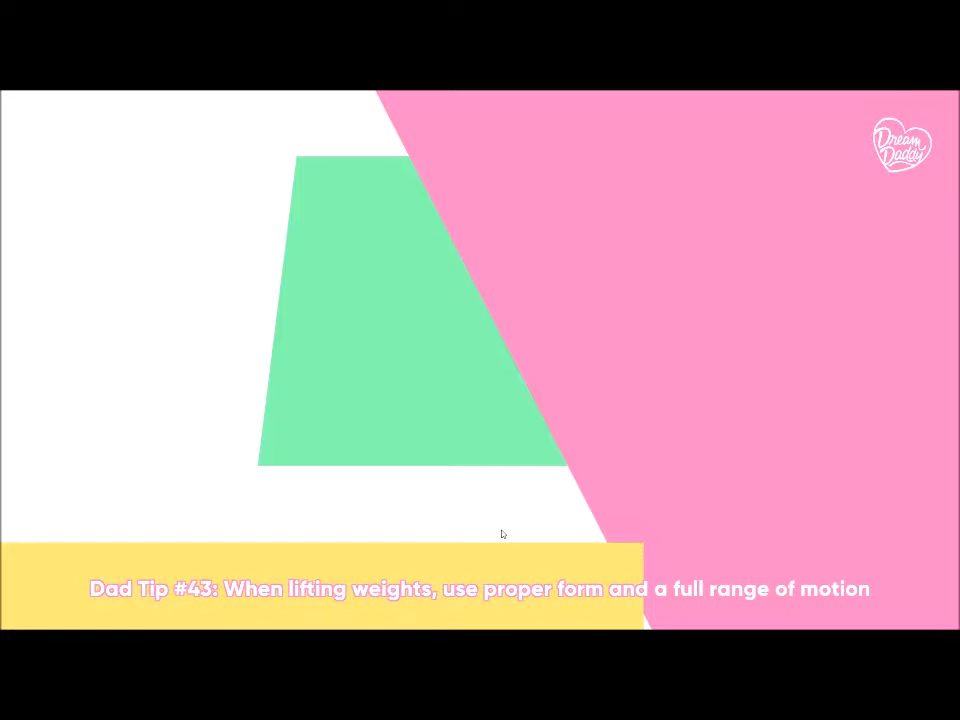 Dream
Daddy
Dad Tip #43: When lifting weights, use proper form and a full range of motion